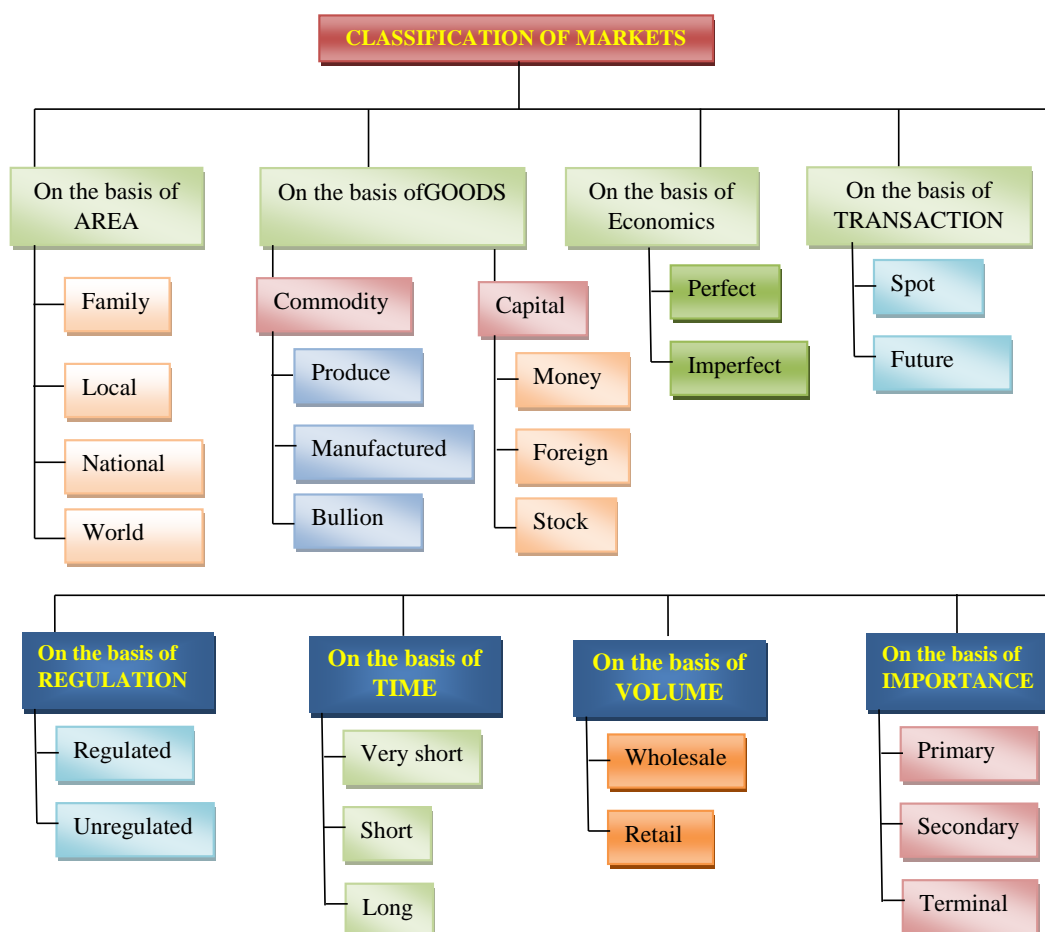 CLASSIFICATION OF MARKETS
On the basis of
AREA
Family
Local
National
World
On the basis ofGOODS
Commodity
Produce
Manufactured
Bullion
Capital
Money
Foreign
Stock
On the basis of
Economics
Perfect
Imperfect
On the basis of
TRANSACTION
Spot
Future
On the basis of
REGULATION
Regulated
Unregulated
On the basis of
TIME
Very short
Short
Long
On the basis of
VOLUME
Wholesale
Retail
On the basis of
IMPORTANCE
Primary
Secondary
Terminal